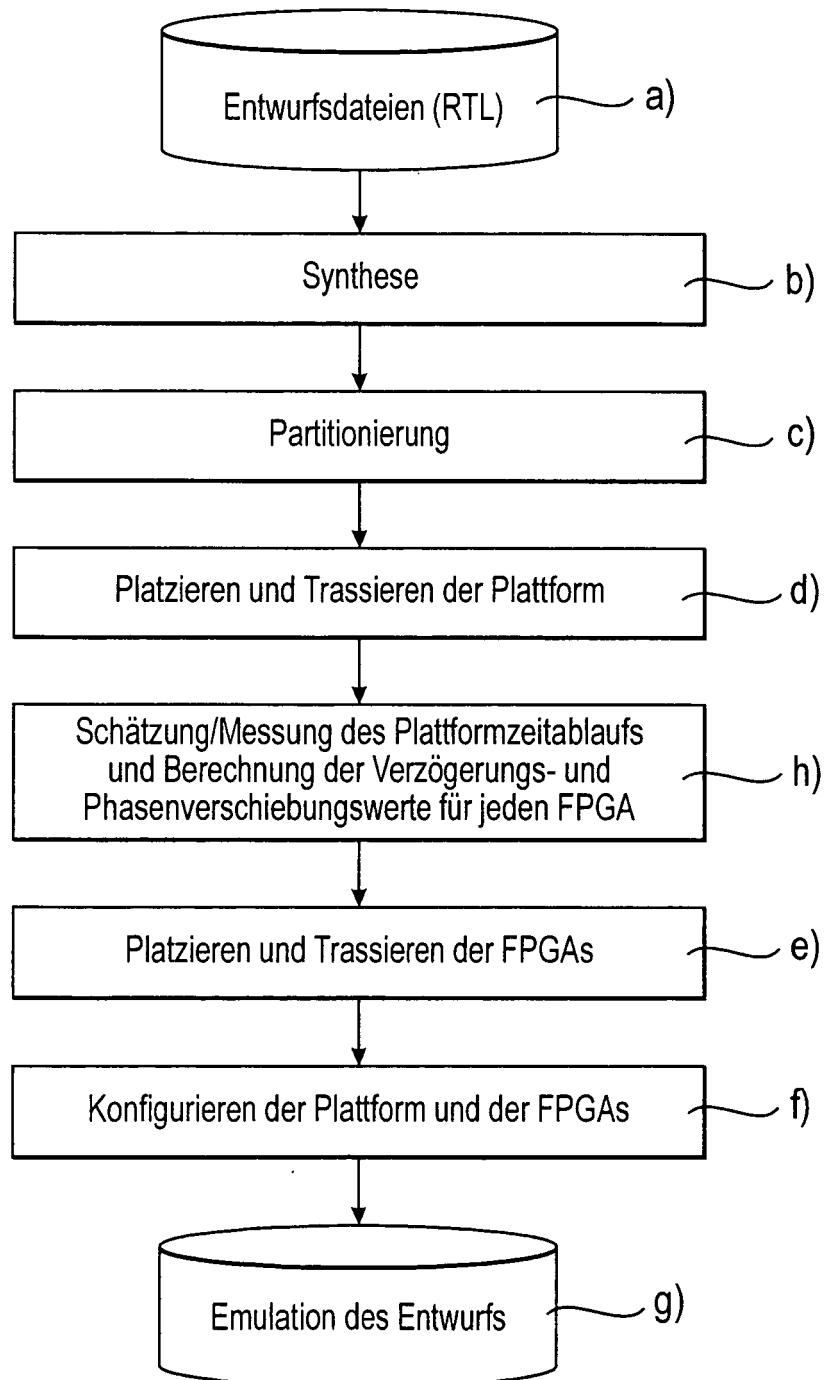 Entwurfsdateien (RTL)
a)
Synthese
b)
Partitionierung
c)
Platzieren und Trassieren der Plattform
d)
Schätzung/Messung des Plattformzeitablaufs
und Berechnung der Verzögerungs- und
Phasenverschiebungswerte für jeden FPGA
h)
Platzieren und Trassieren der FPGAs
e)
Konfigurieren der Plattform und der FPGAs
f)
Emulation des Entwurfs
g)